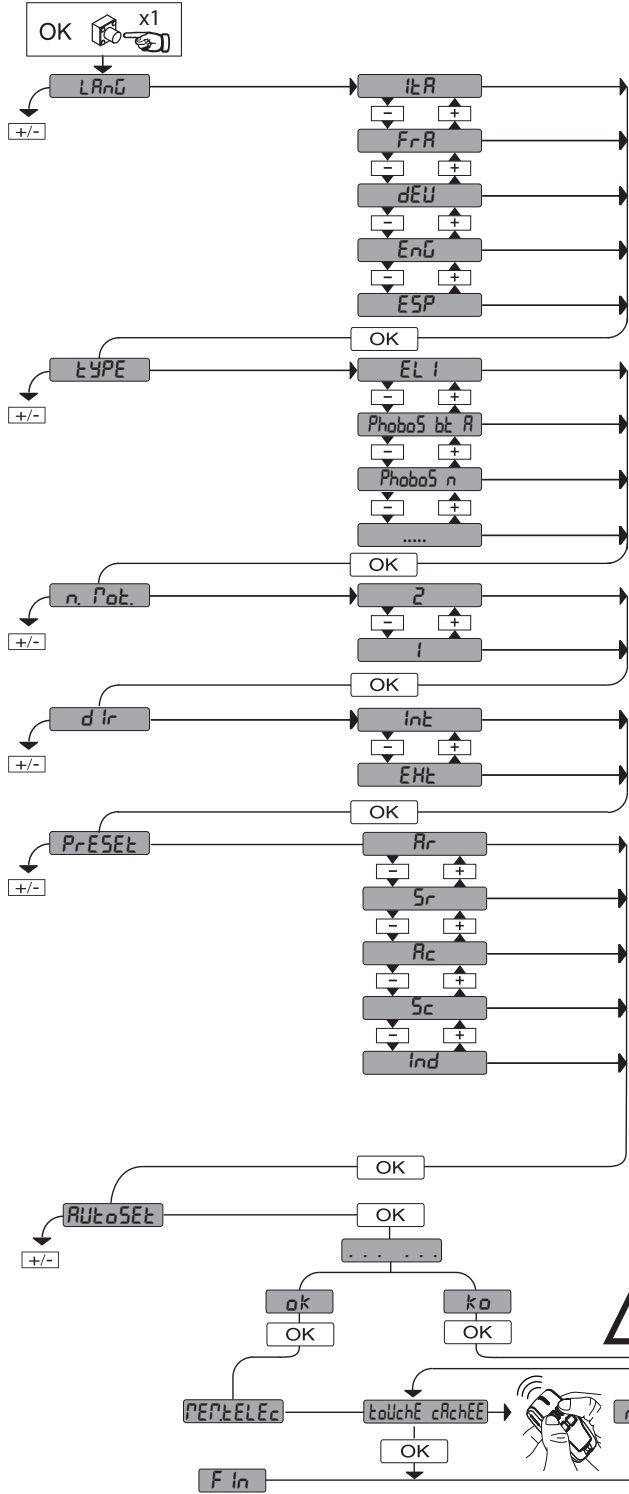 OK x1
LAnG ItA
+/- - +
FrA
- +
dEU
- +
EnG
- +
ESP
OK
tYPE EL I
+/- - +
PhoboS bt A
- +
PhoboS n
- +
.....
OK
n. Mot. 2
+/- - +
1
OK
dIr Int
+/- - +
EHt
OK
PrESEt Ar
+/- - +
Sr
- +
Ac
- +
Sc
- +
Ind
OK
AUtoSEt OK
+/- ... ...
ok ko
OK OK
MEM.tELEc toUchE cAchEE
OK
FIn